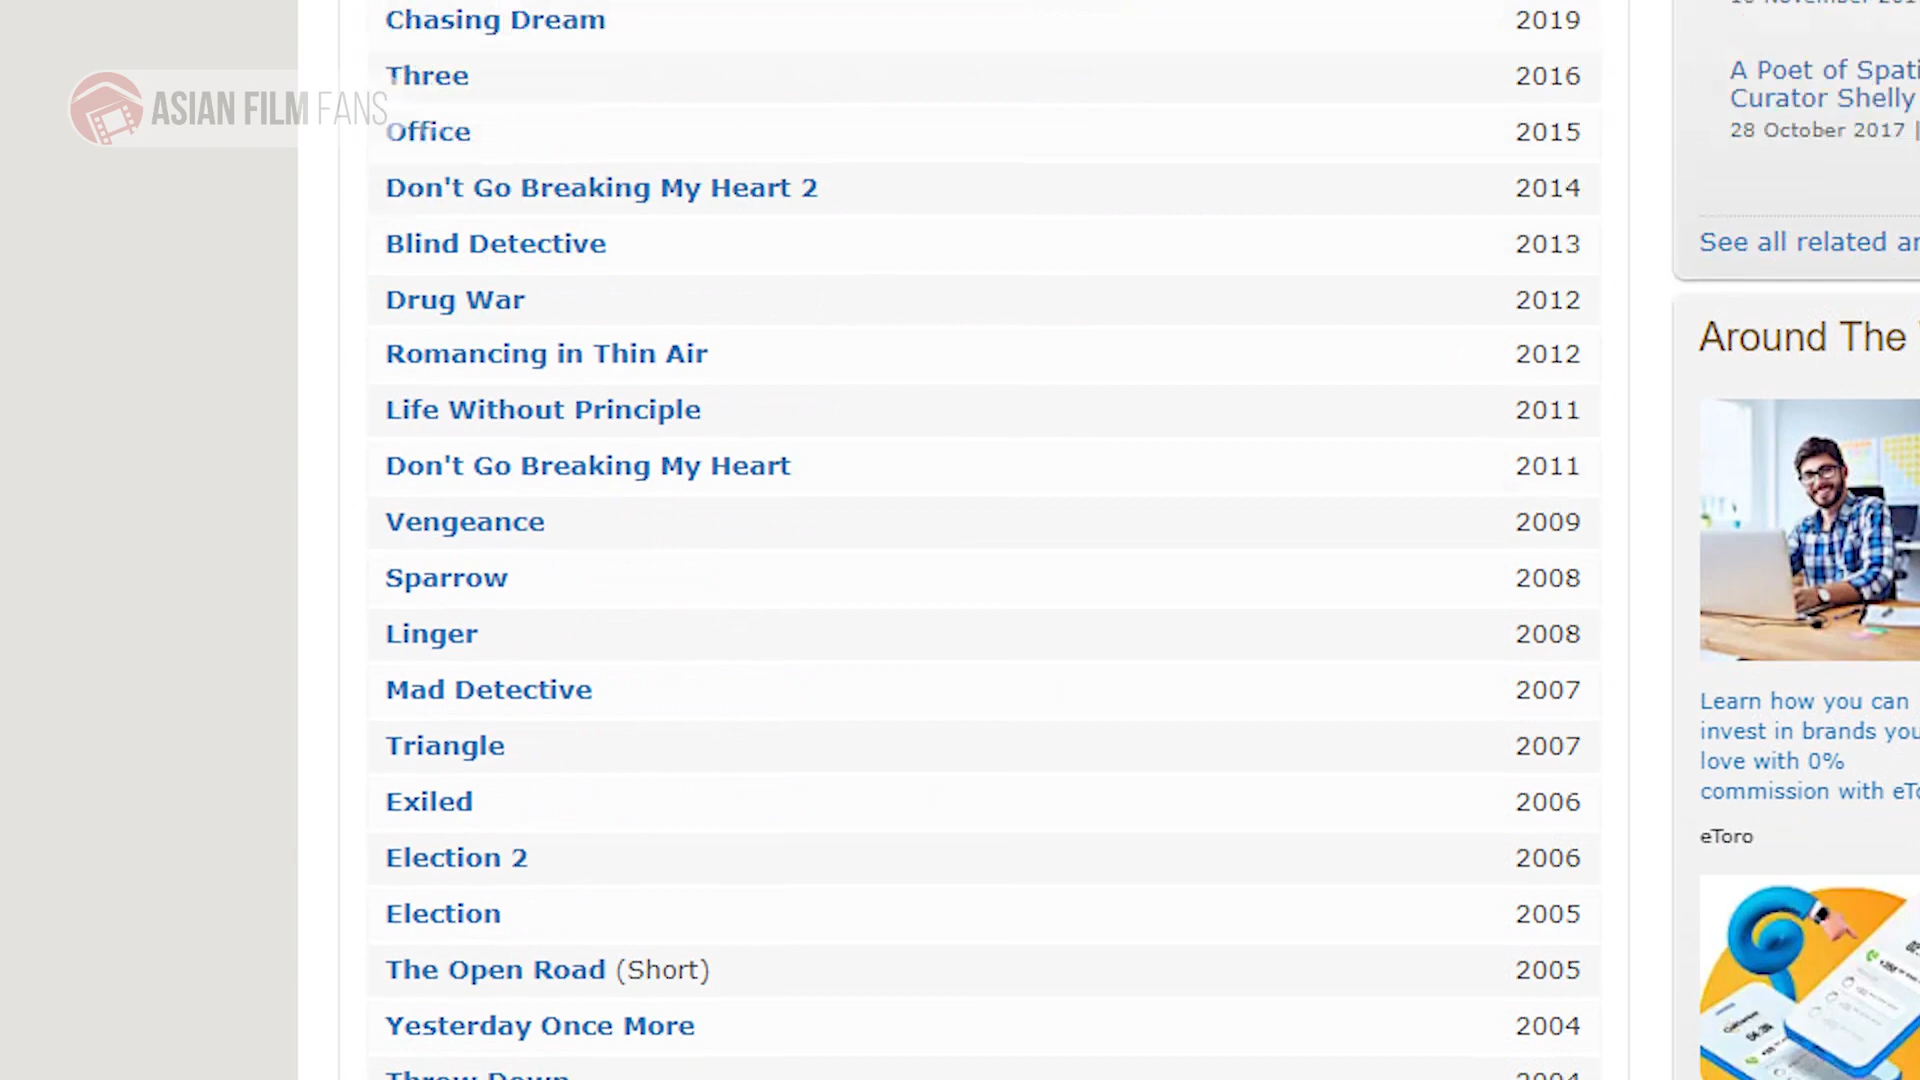 Chasing Dream 2019
Three 2016
ASIAN FILM FANS
Office 2015
Don't Go Breaking My Heart 2 2014
Blind Detective 2013
Drug War 2012
Romancing in Thin Air 2012
Life Without Principle 2011
Don't Go Breaking My Heart 2011
Vengeance 2009
Sparrow 2008
Linger 2008
Mad Detective 2007
Triangle 2007
Exiled 2006
Election 2 2006
Election 2005
The Open Road (Short) 2005
Yesterday Once More 2004
Throw Down 2004
A Poet of Spati
Curator Shelly
28 October 2017 |
See all related ar
Around The
Learn how you can
invest in brands you
love with 0%
commission with eTo
eToro